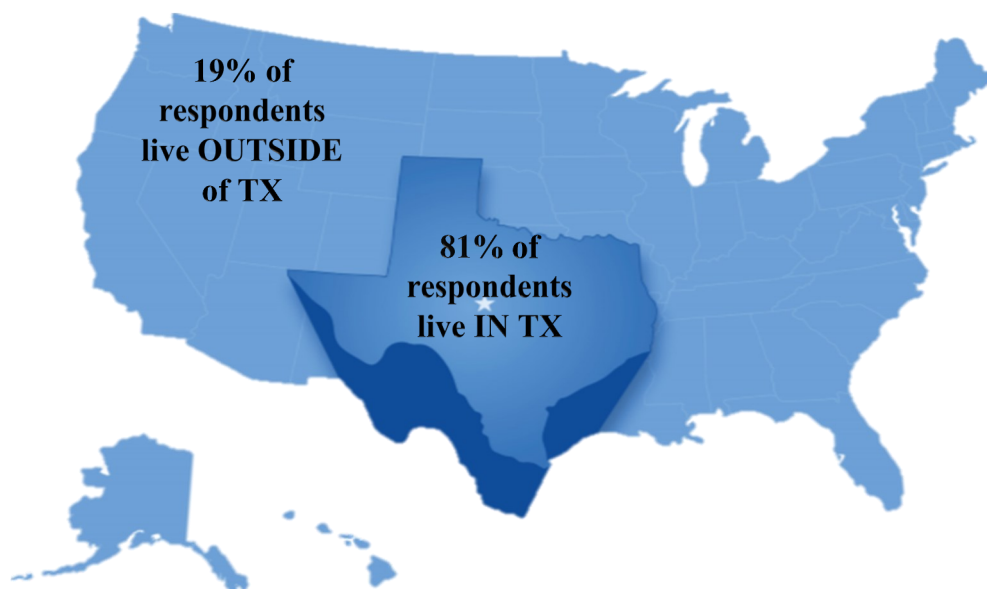 19% of
respondents
live OUTSIDE
of TX
81% of
respondents
live IN TX